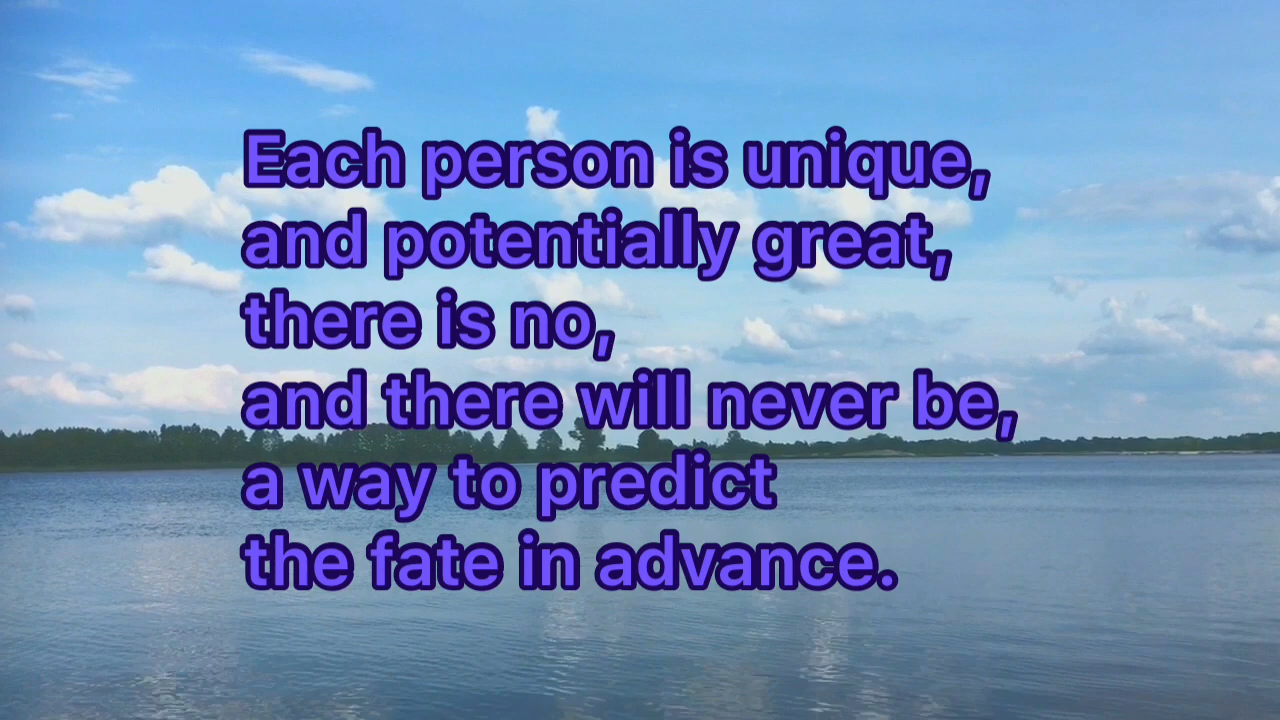 Each person is unique,
and potentially great,
there is no,
and there will never be,
a way to predict
the fate in advance.